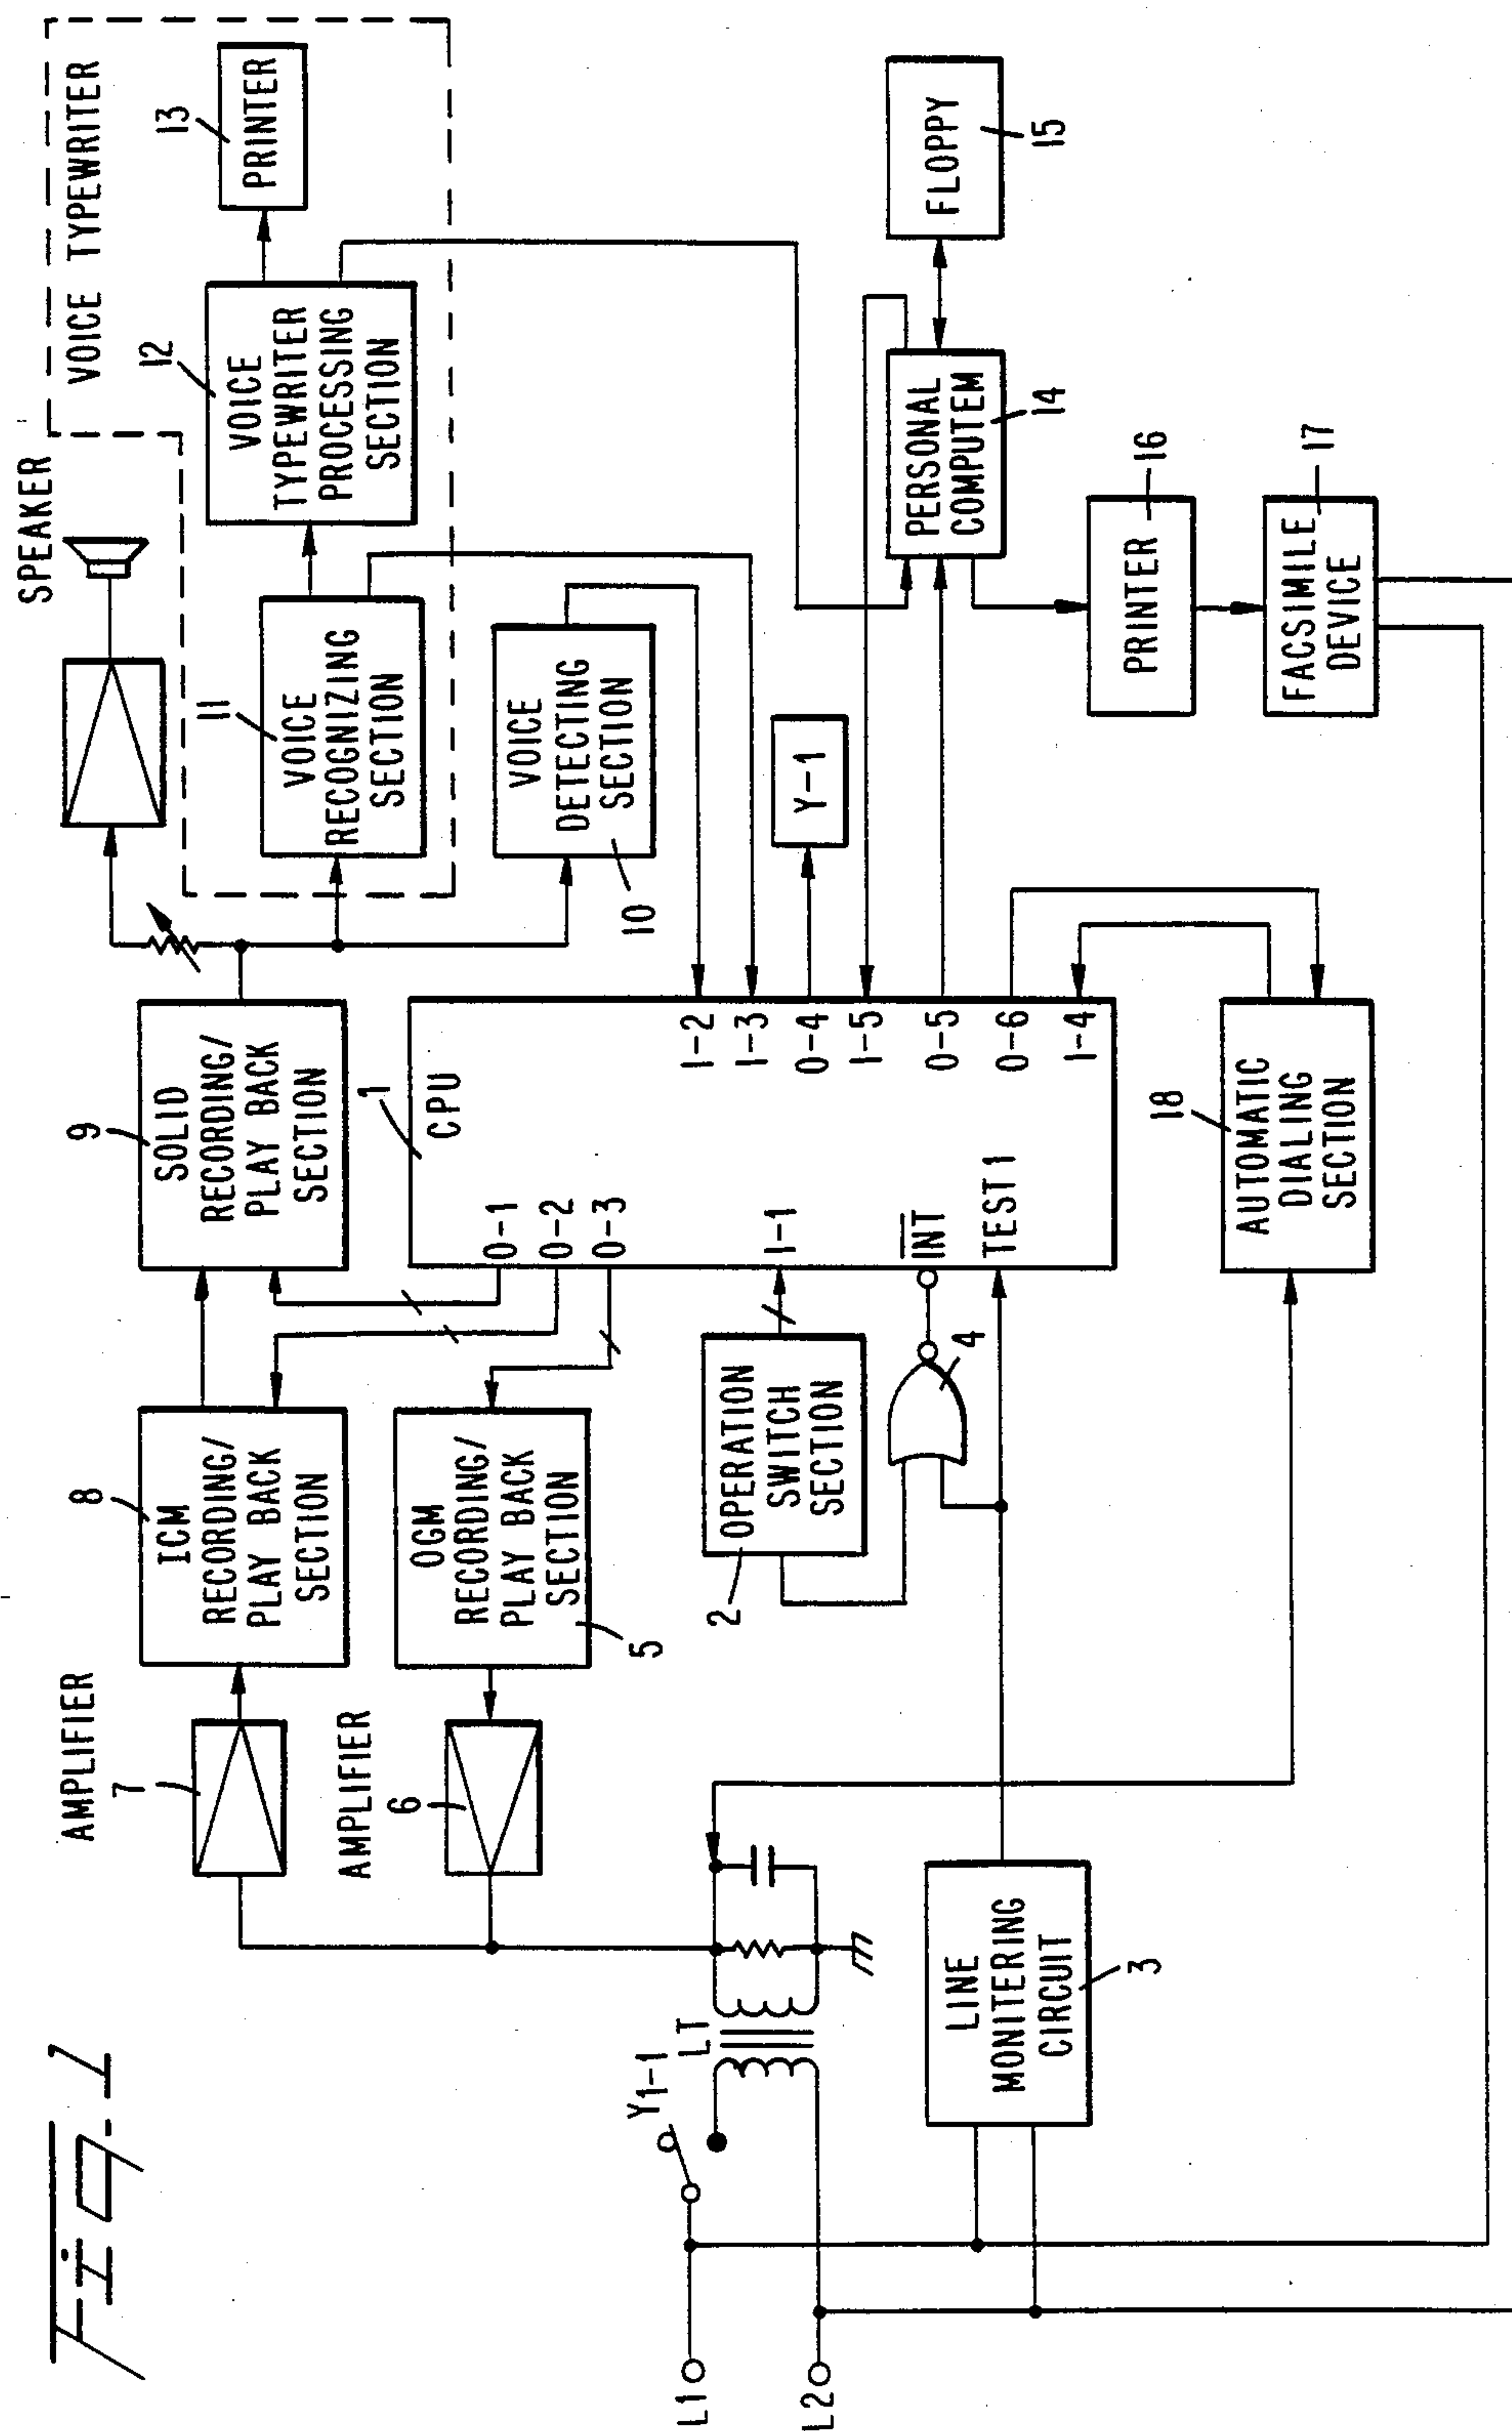 Fig. 1
SPEAKER
VOICE TYPEWRITER
13
PRINTER
12
VOICE
TYPEWRITER
PROCESSING
SECTION
11
VOICE
RECOGNIZING
SECTION
VOICE
DETECTING
SECTION
10
AMPLIFIER
7
8
ICM
RECORDING/
PLAY BACK
SECTION
9
SOLID
RECORDING/
PLAY BACK
SECTION
AMPLIFIER
6
OGM
RECORDING/
PLAY BACK
SECTION
5
1
CPU
O-1
O-2
O-3
I-1
INT
TEST1
I-2
I-3
O-4
I-5
O-5
O-6
I-4
Y-1
PERSONAL
COMPUTEM
14
FLOPPY
15
PRINTER
16
FACSIMILE
DEVICE
17
OPERATION
SWITCH
SECTION
2
4
18
AUTOMATIC
DIALING
SECTION
Y1-1
LT
LINE
MONITERING
CIRCUIT
3
L1
L2